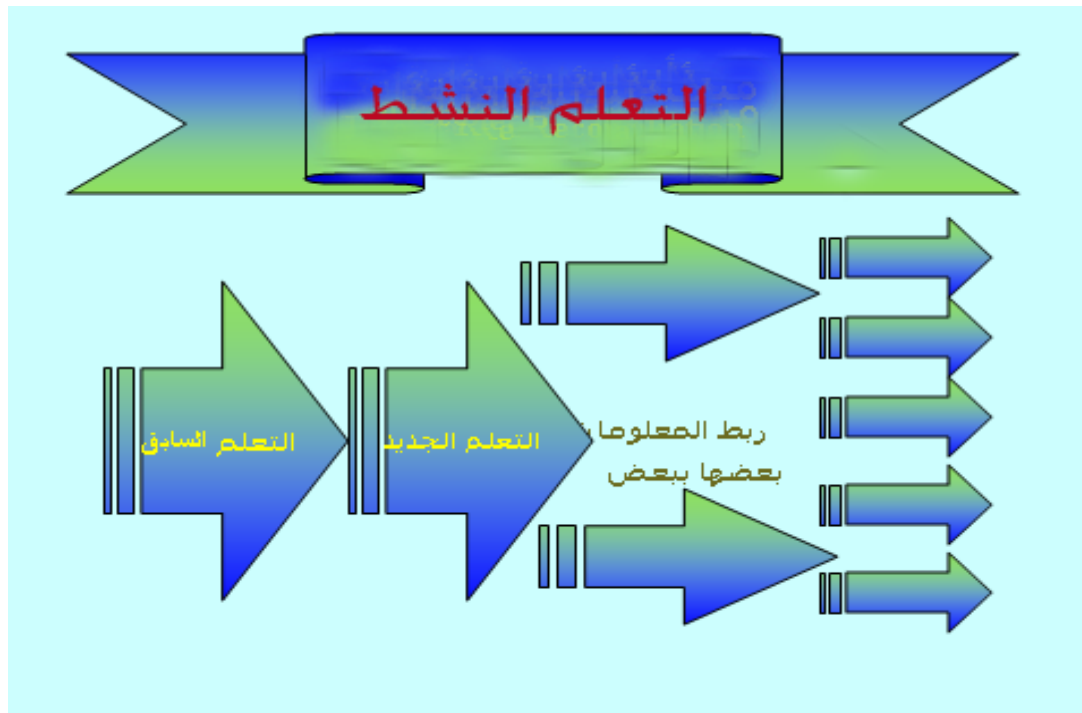 التعلم النشط
التعلم السابق
التعلم الجديد
ربط المعلومات
بعضها ببعض